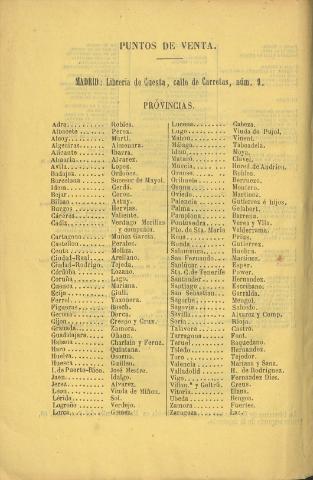 PUNTOS DE VENTA.
MADRID: Librería de Cuesta, calle de Carretas, núm. 9.
PROVINCIAS.
Adra.......... Robles.
Albacete...... Perez.
Alcoy......... Martí.
Algeciras..... Almenara.
Alicante...... Ibarra.
Almería....... Alvarez.
Avila......... Lopez.
Badajoz....... Ordoñez.
Barcelona..... Sucesor de Mayol.
Idem.......... Cerdá.
Bejar......... Coron.
Bilbao........ Astuy.
Burgos........ Hervias.
Cáceres....... Valiente.
Cádiz......... Verdugo Morillas
y compañía.
Cartagena..... Muñoz García.
Castellon..... Perales.
Ceuta......... Molina.
Ciudad-Real... Arellano.
Ciudad-Rodrigo. Tejeda.
Córdoba....... Lozano.
Coruña........ Lago.
Cuenca........ Mariana.
Ecija......... Giuli.
Ferrol........ Taxonera.
Figueras...... Bosch.
Gerona........ Dorca.
Gijon......... Crespo y Cruz.
Granada....... Zamora.
Guadalajara... Oñana.
Habana........ Charlain y Fernz.
Haro.......... Quintana.
Huelva........ Osorno.
Huesca........ Guillen.
I. de Puerto-Rico. José Mestre.
Jaen.......... Idalgo.
Jerez......... Alvarez.
Leon.......... Viuda de Miñon.
Lérida........ Sol.
Logroño....... Verdejo.
Lorca......... Gomez.
Lucena........ Cabeza.
Lugo.......... Viuda de Pujol.
Mahon......... Vinent.
Málaga........ Taboadela.
Idem.......... Moya.
Mataró........ Clavel.
Murcia........ Hered. de Andrion.
Orense........ Robles.
Orihuela...... Berruezo.
Osuna......... Montero.
Oviedo........ Martinez.
Palencia...... Gutierrez é hijos.
Palma......... Gelabert.
Pamplona...... Barrena.
Pontevedra.... Verea y Vila.
Pto. de Sta. María Valderrama.
Reus.......... Prius.
Ronda......... Gutierrez.
Salamanca..... Huebra.
San Fernando.. Martinez.
Sanlúcar...... Esper.
Sta. C. de Tenerife Power.
Santander..... Hernandez.
Santiago...... Escribano.
San Sebastian. Garralda.
Segorbe....... Mengol.
Segovia....... Salcedo.
Sevilla....... Alvarez y Comp.
Soria......... Rioja.
Talavera...... Castro.
Tarragona..... Font.
Teruel........ Baquedano.
Toledo........ Hernandez.
Toro.......... Tejedor.
Valencia...... Mariana y Sanz.
Valladolid.... H. de Rodriguez.
Vigo.......... Fernandez Dios.
Villan.ª y Geltrú. Creus.
Vitoria....... Illana.
Ubeda......... Bengoa.
Zamora........ Fuertes.
Zaragoza...... Lac.